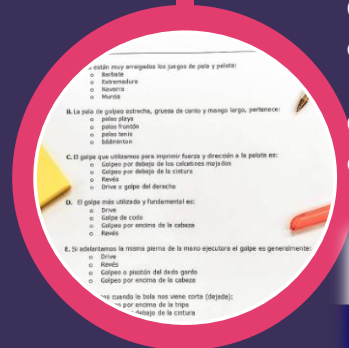 están muy arraigados los juegos de pala y pelota:
o Barbate
o Extremadura
o Navarra
o Murcia
B. La pala de golpeo estrecha, gruesa de canto y mango largo, pertenece:
o palas playa
o palas frontón
o palas tenis
o bádminton
C. El golpe que utilizamos para imprimir fuerza y dirección a la pelota es:
o Golpeo por debajo de los calcetines mojados
o Golpeo por debajo de la cintura
o Revés
o Drive o golpe del derecho
D. El golpe más utilizado y fundamental es:
o Drive
o Golpe de codo
o Golpeo por encima de la cabeza
o Revés
E. Si adelantamos la misma pierna de la mano ejecutora el golpe es generalmente:
o Drive
o Revés
o Golpeo o pisotón del dedo gordo
o Golpeo por encima de la cabeza
cuando la bola nos viene corta (dejada):
por encima de la tripa
debajo de la cintura